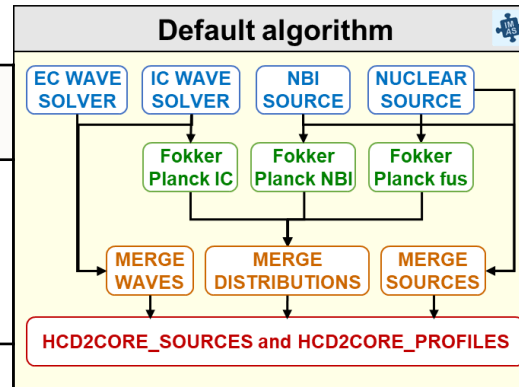 Default algorithm
IM
AS
EC WAVE
SOLVER
IC WAVE
SOLVER
NBI
SOURCE
NUCLEAR
SOURCE
Fokker
Planck IC
Fokker
Planck NBI
Fokker
Planck fus
MERGE
WAVES
MERGE
DISTRIBUTIONS
MERGE
SOURCES
HCD2CORE_SOURCES and HCD2CORE_PROFILES